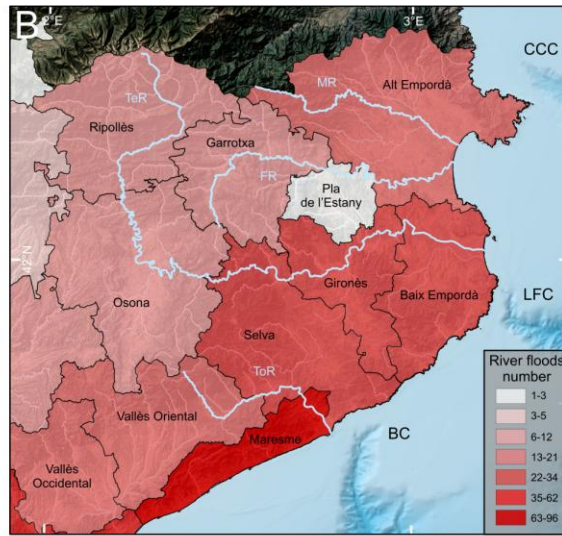 B
2°E
3°E
CCC
MR
Alt Empordà
TeR
Ripollès
Garrotxa
FR
Pla
de l'Estany
42°N
Osona
Gironès
Baix Empordà
LFC
Selva
ToR
Vallès Oriental
Maresme
BC
Vallès
Occidental
River floods
number
1-3
3-5
6-12
13-21
22-34
35-62
63-96